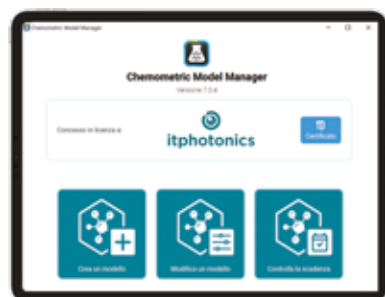 Chemometric Model Manager
Chemometric Model Manager
Versione 7.0.4
Concesso in licenza a:
itphotonics
Certificato
Crea un modello
Modifica un modello
Controlla la scadenza